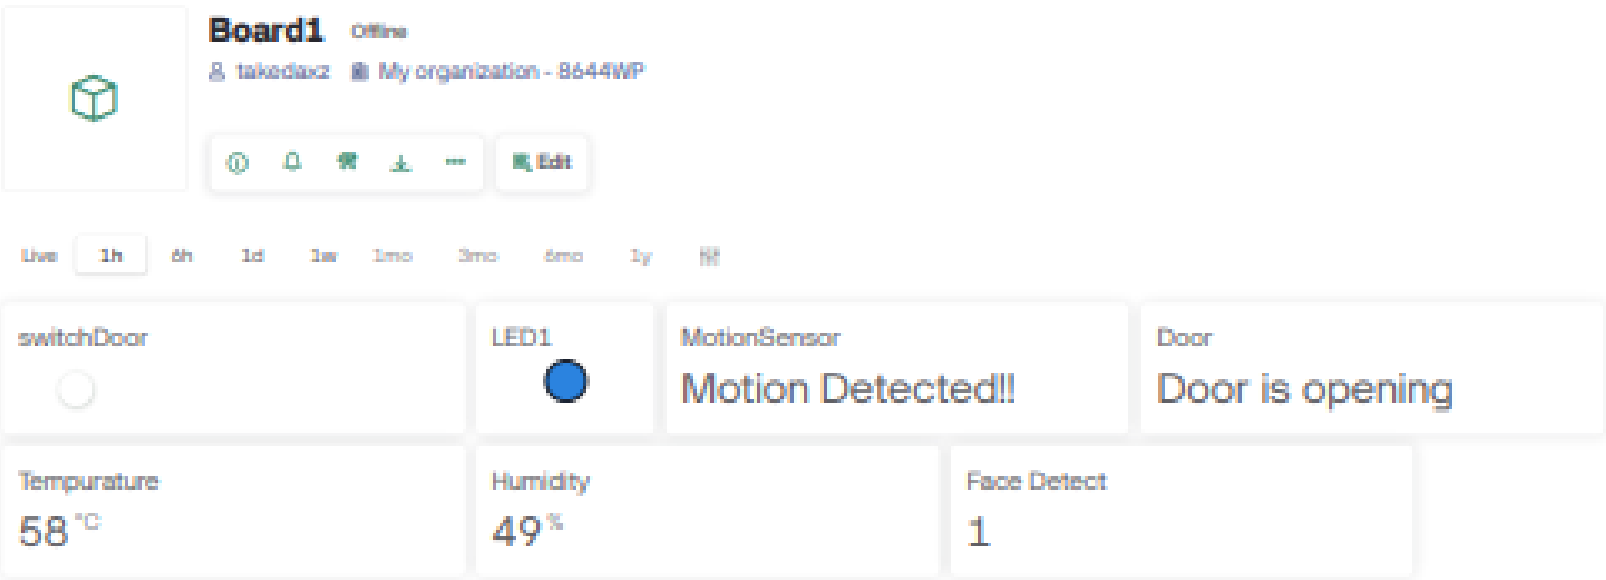 Board1 Offline
takedaxz My organization - 8644WP
Edit
Live 1h 6h 1d 1w 1mo 3mo 6mo 1y
switchDoor
LED1
MotionSensor
Motion Detected!!
Door
Door is opening
Tempurature
58 °C
Humidity
49 %
Face Detect
1